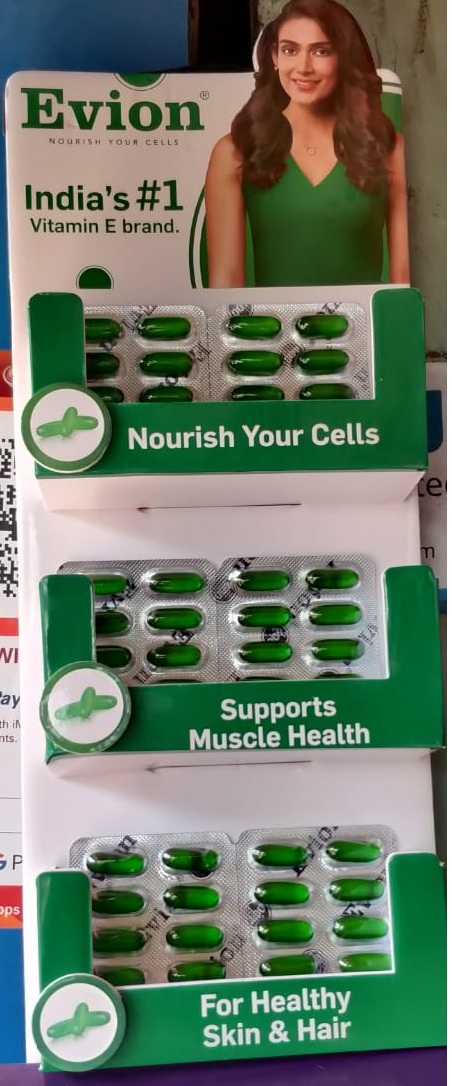 Evion®
NOURISH YOUR CELLS
India's #1
Vitamin E brand.
Nourish Your Cells
Supports
Muscle Health
For Healthy
Skin & Hair